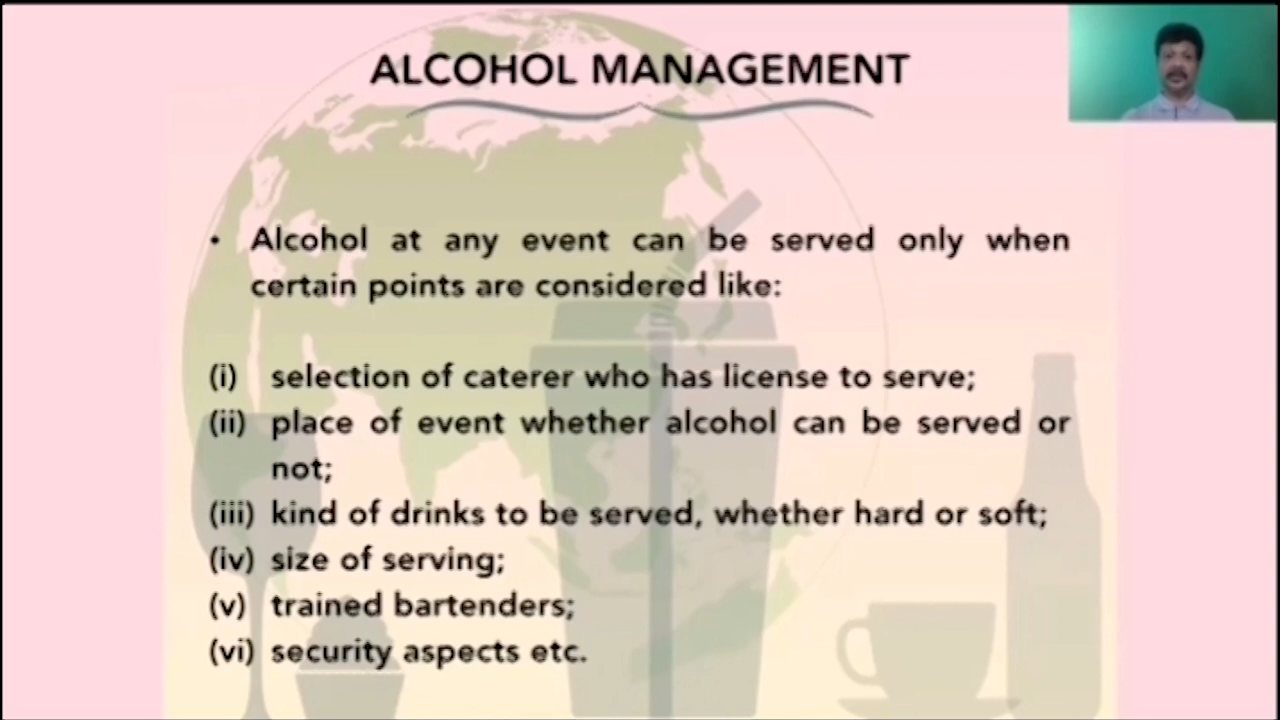 ALCOHOL MANAGEMENT
• Alcohol at any event can be served only when
certain points are considered like:
(i) selection of caterer who has license to serve;
(ii) place of event whether alcohol can be served or
not;
(iii) kind of drinks to be served, whether hard or soft;
(iv) size of serving;
(v) trained bartenders;
(vi) security aspects etc.